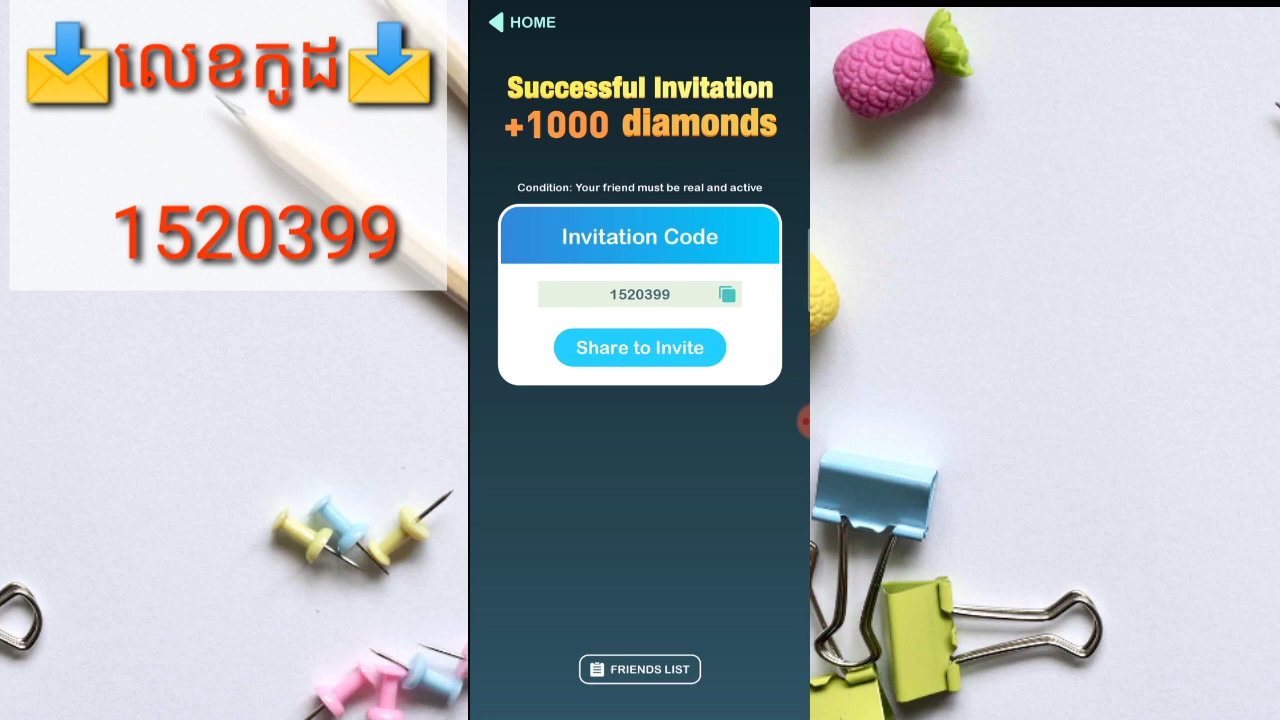 លេខកូដ
1520399
HOME
Successful Invitation
+1000 diamonds
Condition: Your friend must be real and active
Invitation Code
1520399
Share to Invite
FRIENDS LIST